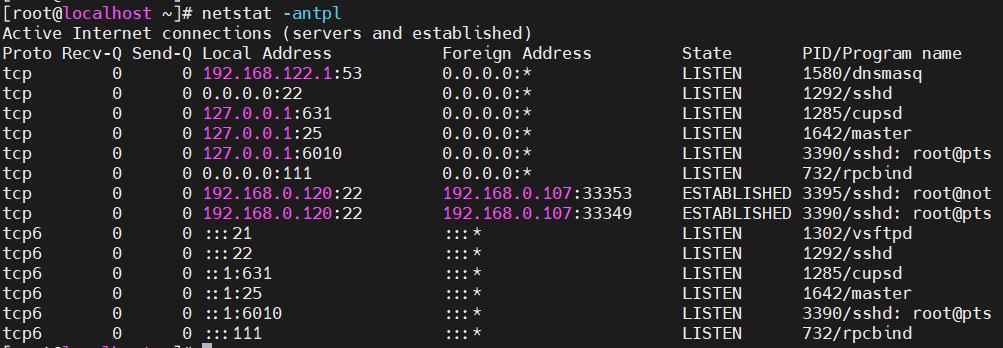 [root@localhost ~]# netstat -antpl
Active Internet connections (servers and established)
Proto Recv-Q Send-Q Local Address           Foreign Address         State       PID/Program name
tcp        0      0 192.168.122.1:53        0.0.0.0:*               LISTEN      1580/dnsmasq
tcp        0      0 0.0.0.0:22              0.0.0.0:*               LISTEN      1292/sshd
tcp        0      0 127.0.0.1:631           0.0.0.0:*               LISTEN      1285/cupsd
tcp        0      0 127.0.0.1:25            0.0.0.0:*               LISTEN      1642/master
tcp        0      0 127.0.0.1:6010          0.0.0.0:*               LISTEN      3390/sshd: root@pts
tcp        0      0 0.0.0.0:111             0.0.0.0:*               LISTEN      732/rpcbind
tcp        0      0 192.168.0.120:22        192.168.0.107:33353     ESTABLISHED 3395/sshd: root@not
tcp        0      0 192.168.0.120:22        192.168.0.107:33349     ESTABLISHED 3390/sshd: root@pts
tcp6       0      0 :::21                   :::*                    LISTEN      1302/vsftpd
tcp6       0      0 :::22                   :::*                    LISTEN      1292/sshd
tcp6       0      0 ::1:631                 :::*                    LISTEN      1285/cupsd
tcp6       0      0 ::1:25                  :::*                    LISTEN      1642/master
tcp6       0      0 ::1:6010                :::*                    LISTEN      3390/sshd: root@pts
tcp6       0      0 :::111                  :::*                    LISTEN      732/rpcbind